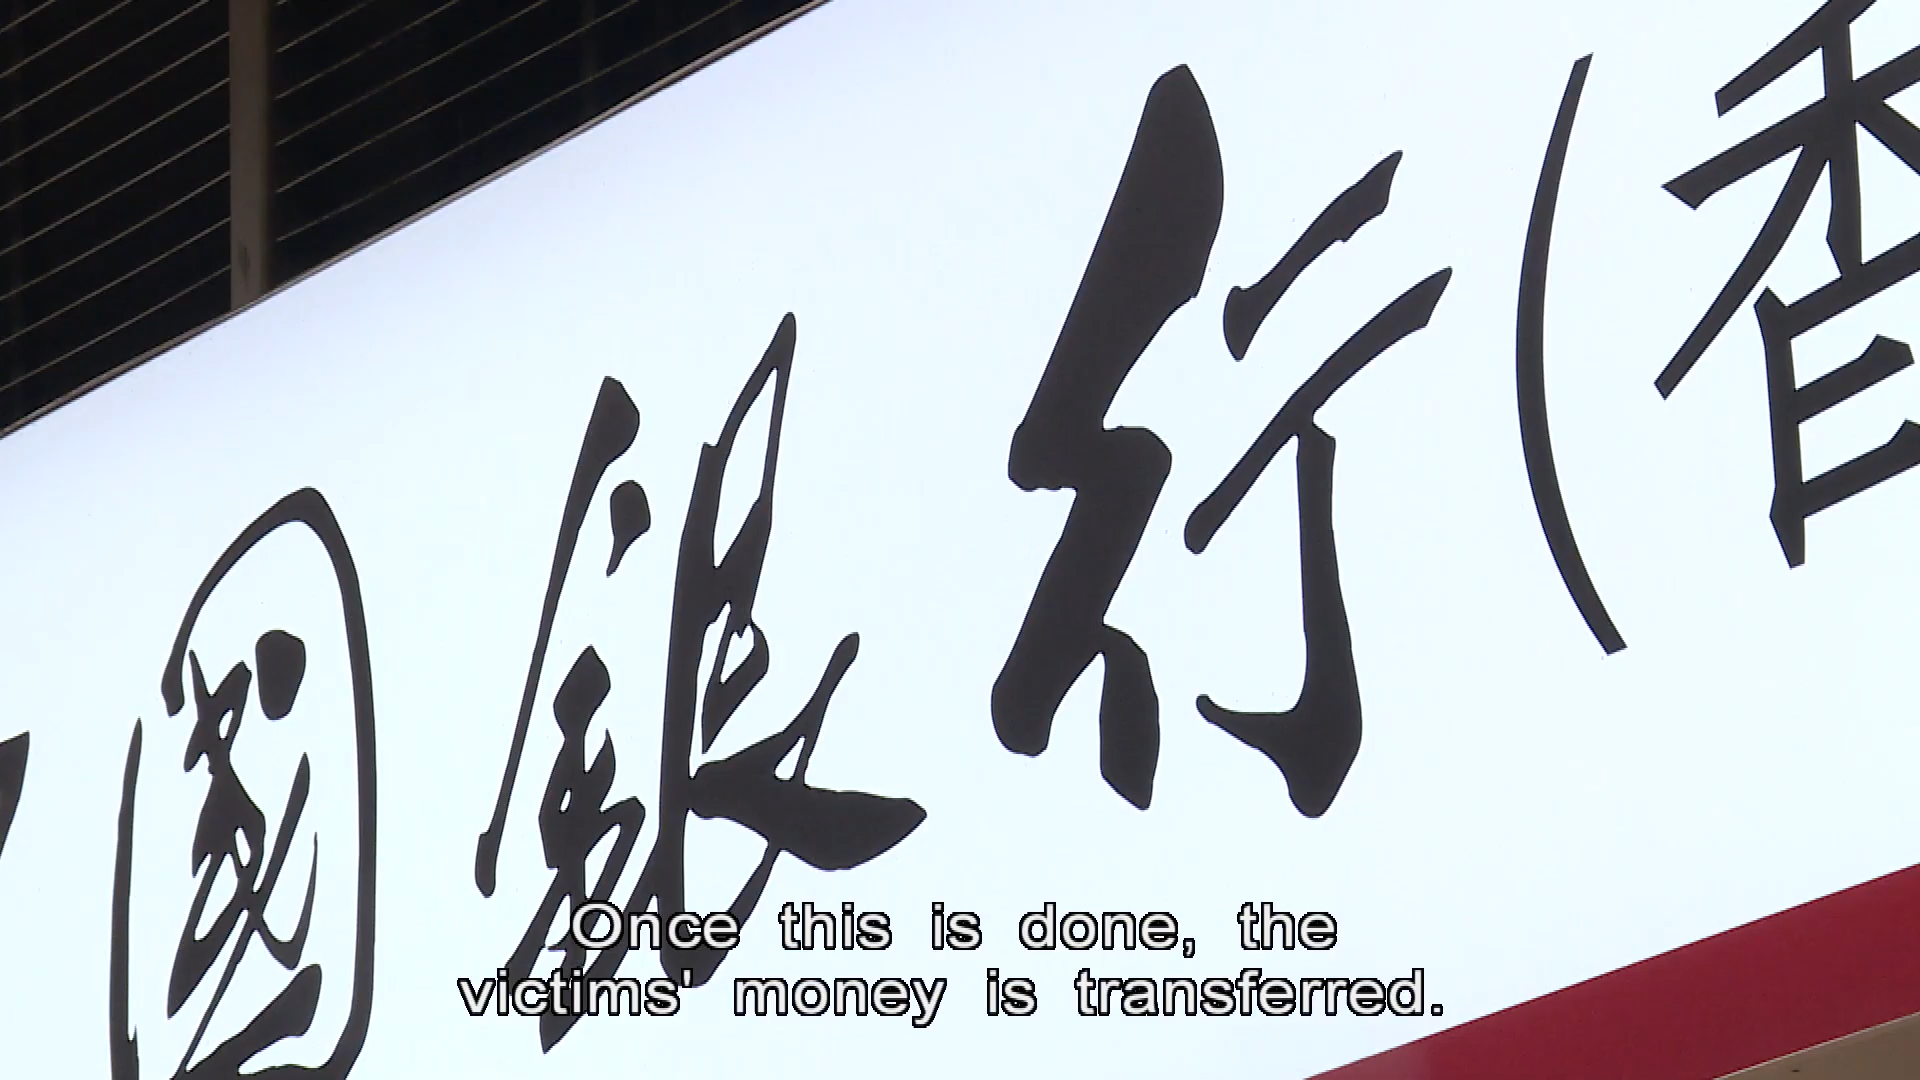 國銀行(香
Once this is done, the
victims' money is transferred.